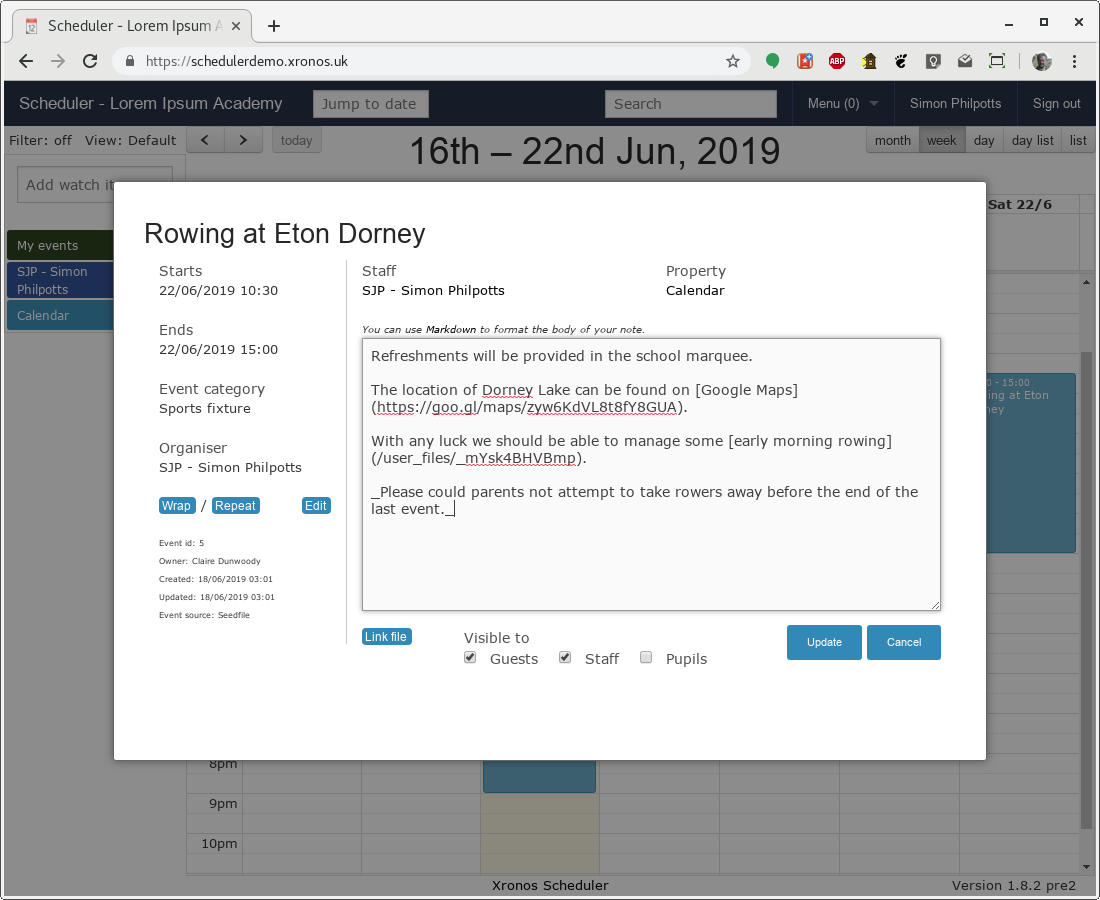 Scheduler - Lorem Ipsum A
https://schedulerdemo.xronos.uk
ABP
Scheduler - Lorem Ipsum Academy
Jump to date
Search
Menu (0)
Simon Philpotts
Sign out
Filter: off
View: Default
today
16th – 22nd Jun, 2019
month
week
day
day list
list
Add watch it
Sat 22/6
My events
SJP - Simon
Philpotts
Calendar
0 - 15:00
ng at Eton
ney
Rowing at Eton Dorney
Starts
22/06/2019 10:30
Ends
22/06/2019 15:00
Event category
Sports fixture
Organiser
SJP - Simon Philpotts
Wrap / Repeat
Edit
Event id: 5
Owner: Claire Dunwoody
Created: 18/06/2019 03:01
Updated: 18/06/2019 03:01
Event source: Seedfile
Staff
SJP - Simon Philpotts
Property
Calendar
You can use Markdown to format the body of your note.
Refreshments will be provided in the school marquee.
The location of Dorney Lake can be found on [Google Maps]
(https://goo.gl/maps/zyw6KdVL8t8fY8GUA).
With any luck we should be able to manage some [early morning rowing]
(/user_files/_mYsk4BHVBmp).
_Please could parents not attempt to take rowers away before the end of the
last event._
Link file
Visible to
Guests
Staff
Pupils
Update
Cancel
8pm
9pm
10pm
Xronos Scheduler
Version 1.8.2 pre2